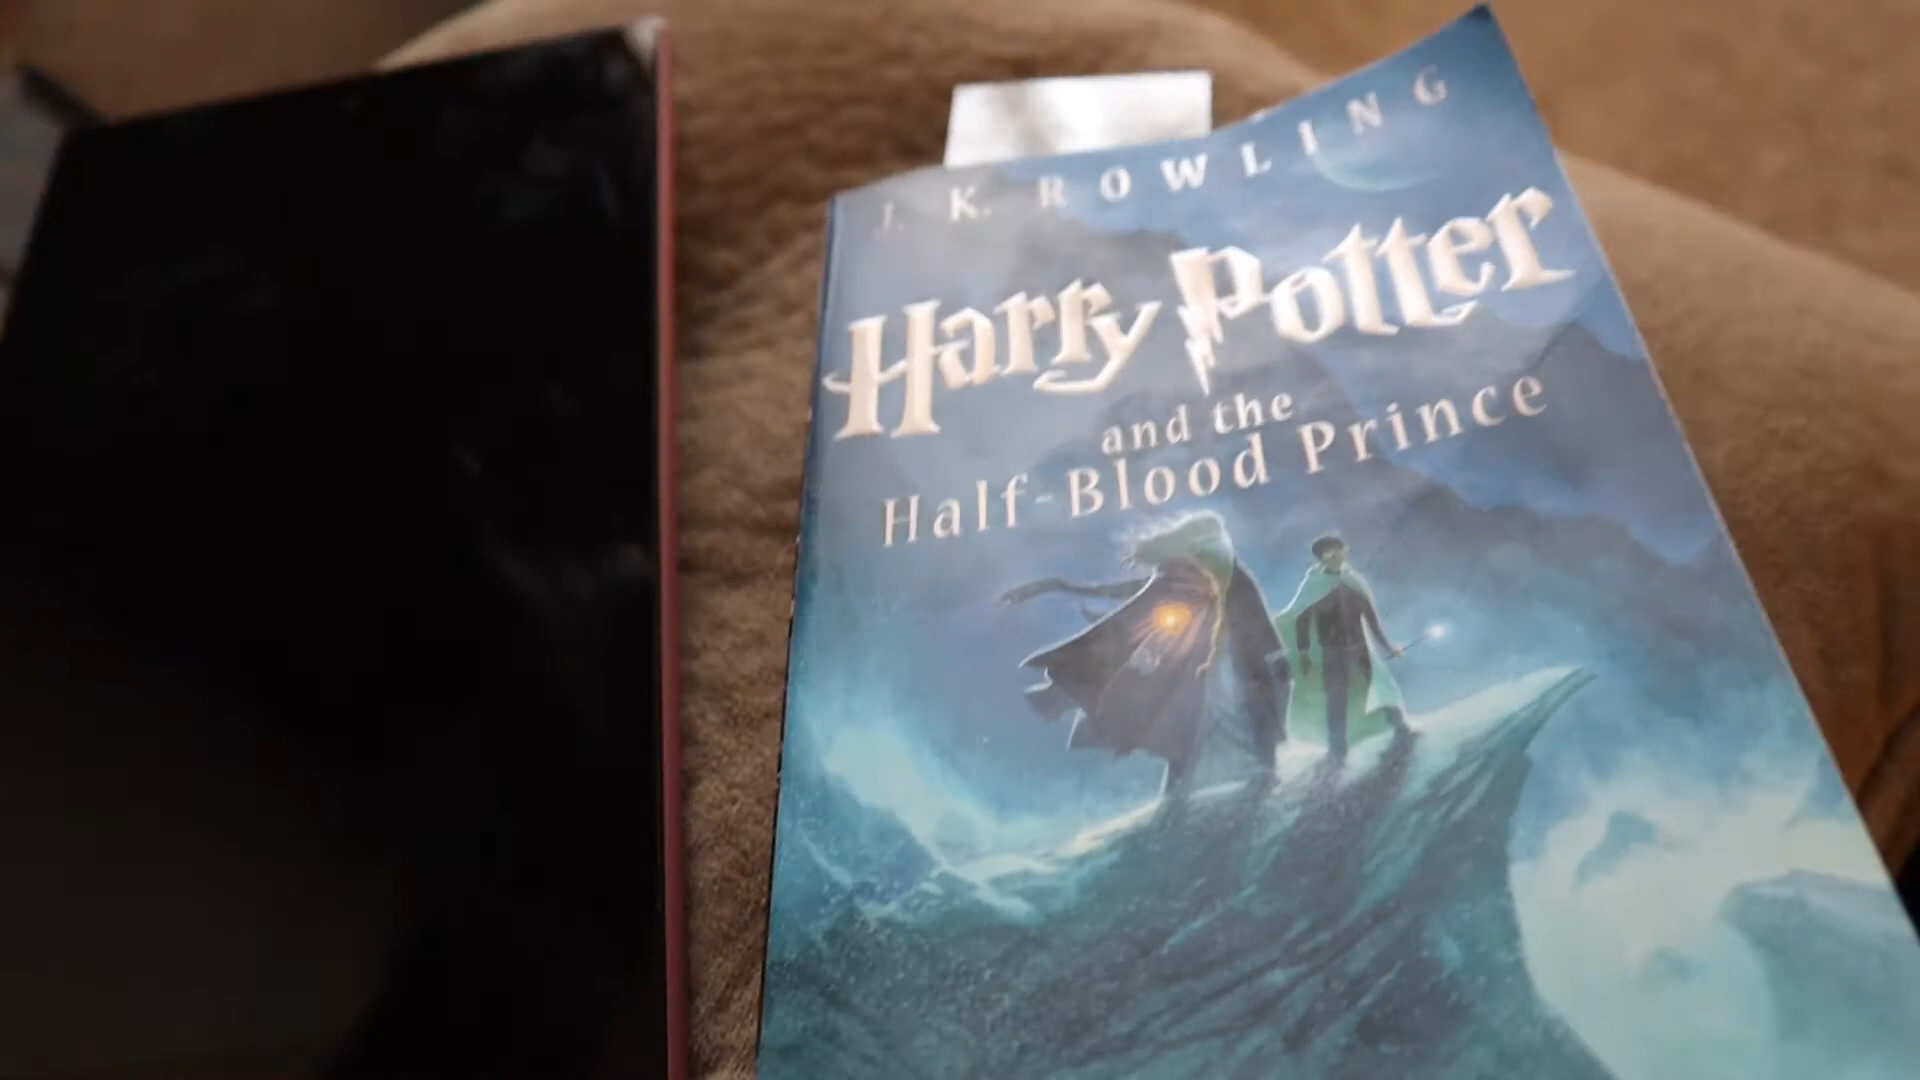 J. K. ROWLING
Harry Potter
and the
Half-Blood Prince